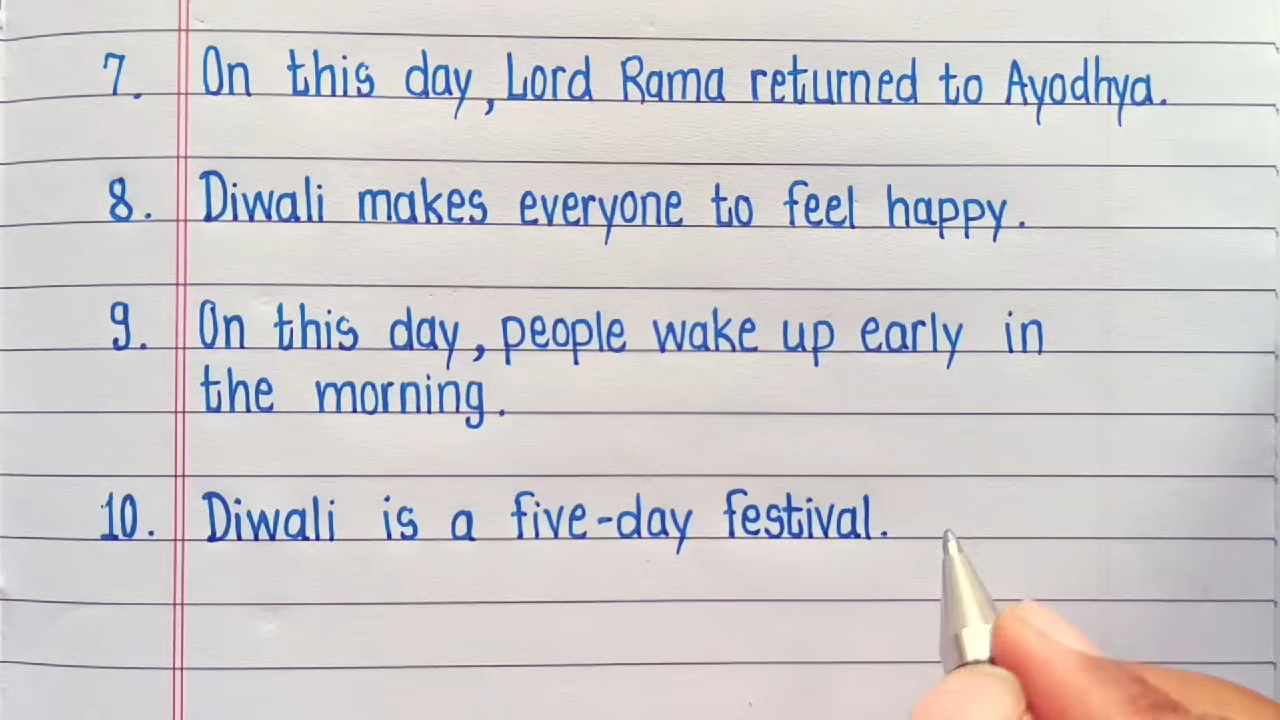 7. On this day, Lord Rama returned to Ayodhya.
8. Diwali makes everyone to feel happy.
9. On this day, people wake up early in
the morning.
10. Diwali is a five-day festival.